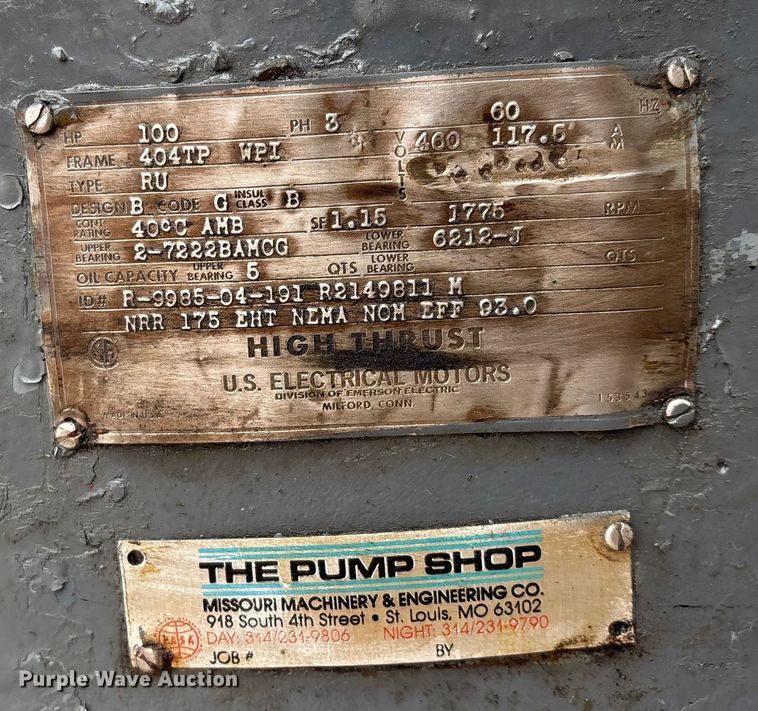 HP 100 PH 3 60 HZ
FRAME 404TP WPI VOLTS 460 117.5 AM
TYPE RU
DESIGN B CODE G INSUL CLASS B
CONT RATING 40°C AMB SF 1.15 1775 RPM
UPPER BEARING 2-7222BAMCG LOWER BEARING 6212-J
OIL CAPACITY UPPER BEARING 5 QTS LOWER BEARING QTS
ID# R-9985-04-191 R2149811 M
NRR 175 EHT NEMA NOM EFF 93.0
HIGH THRUST
U.S. ELECTRICAL MOTORS
DIVISION OF EMERSON ELECTRIC
MILFORD, CONN.
MADE IN U.S.A. 153543
THE PUMP SHOP
MISSOURI MACHINERY & ENGINEERING CO.
918 South 4th Street • St. Louis, MO 63102
DAY: 314/231-9806 NIGHT: 314/231-9790
EASA
JOB # BY
Purple Wave Auction